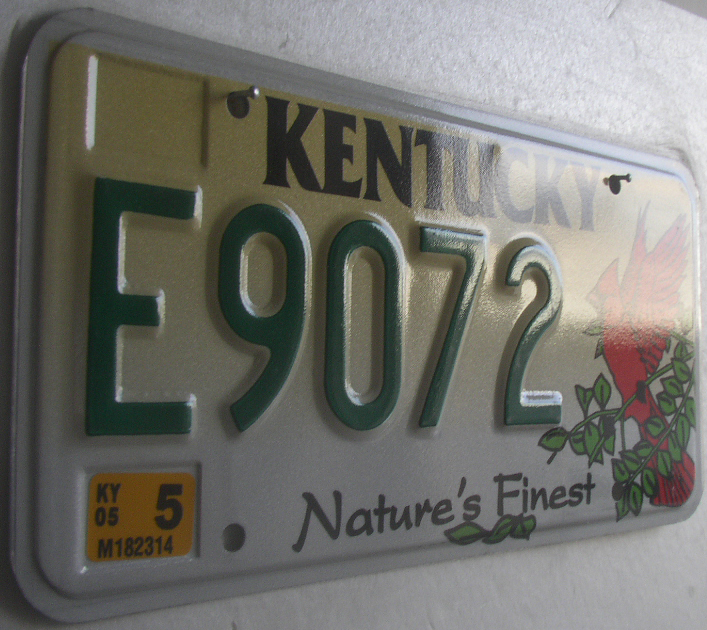 KENTUCKY
E9072
KY 5
05
M182314
Nature's Finest